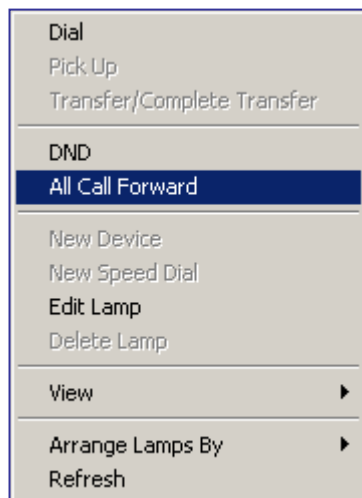 Dial
Pick Up
Transfer/Complete Transfer
DND
All Call Forward
New Device
New Speed Dial
Edit Lamp
Delete Lamp
View
Arrange Lamps By
Refresh